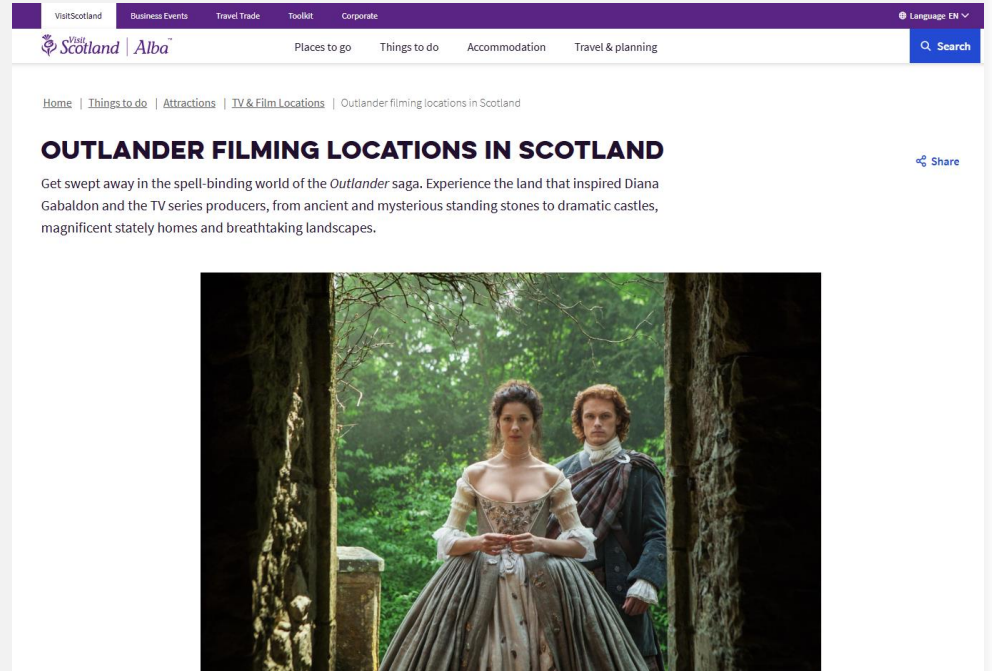 VisitScotland Business Events Travel Trade Toolkit Corporate Language EN
Visit Scotland | Alba™ Places to go Things to do Accommodation Travel & planning Search
Home | Things to do | Attractions | TV & Film Locations | Outlander filming locations in Scotland
OUTLANDER FILMING LOCATIONS IN SCOTLAND
Share
Get swept away in the spell-binding world of the Outlander saga. Experience the land that inspired Diana
Gabaldon and the TV series producers, from ancient and mysterious standing stones to dramatic castles,
magnificent stately homes and breathtaking landscapes.